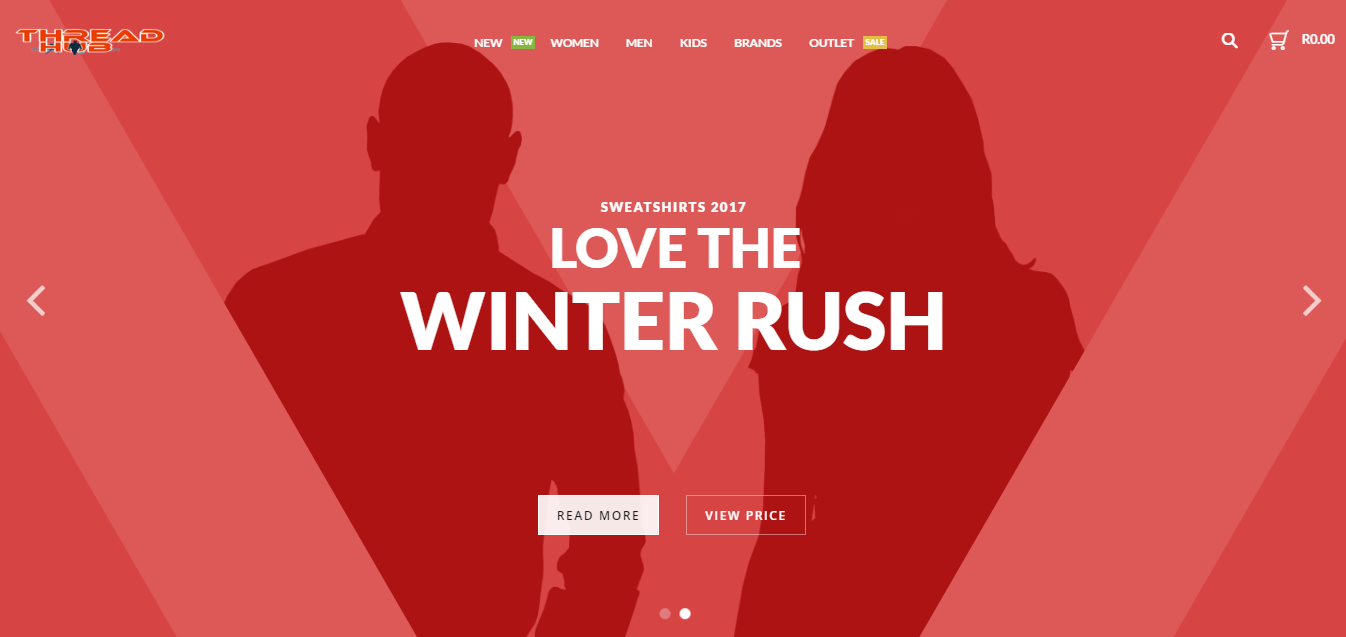 THREAD
HUB
NEW NEW WOMEN MEN KIDS BRANDS OUTLET SALE R0.00
SWEATSHIRTS 2017
LOVE THE
WINTER RUSH
READ MORE VIEW PRICE